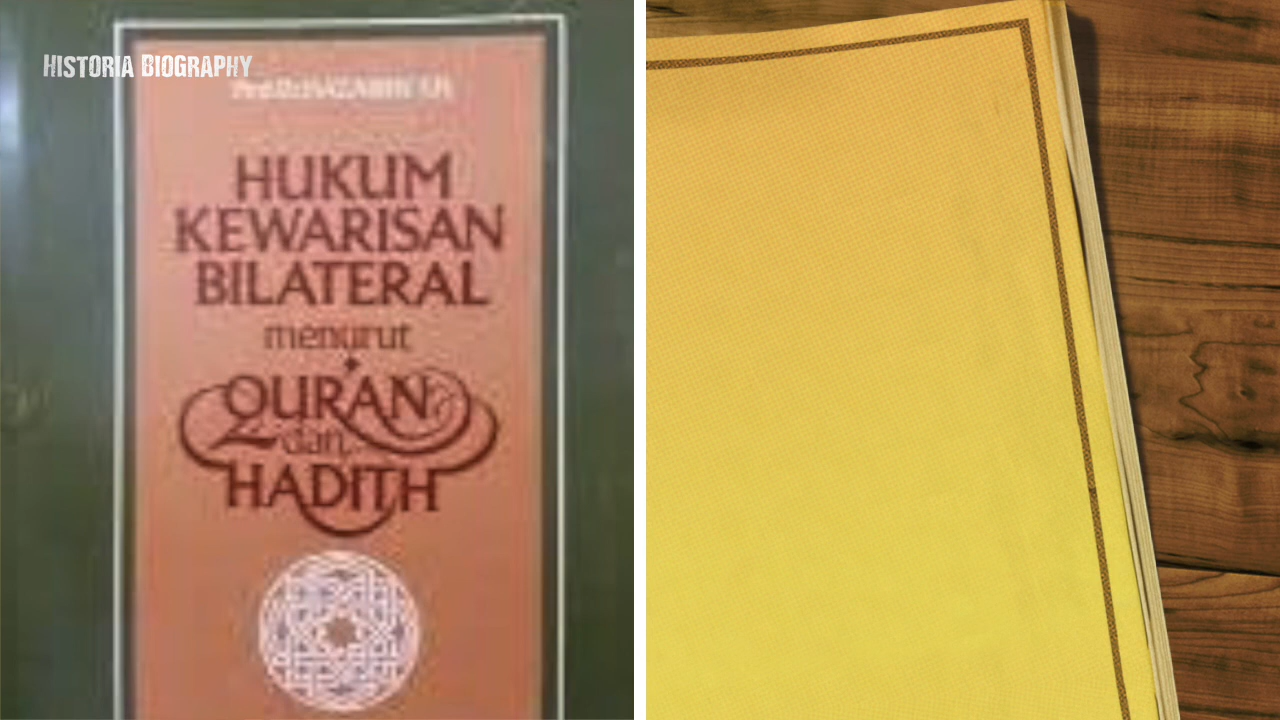 HISTORIA BIOGRAPHY
HUKUM
KEWARISAN
BILATERAL
menurut
QURAN
dan
HADITH